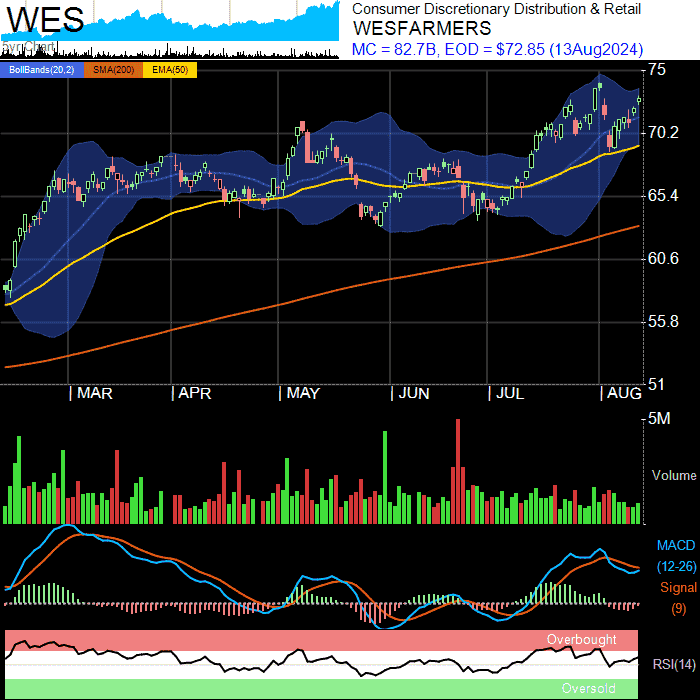 WES
Consumer Discretionary Distribution & Retail
WESFARMERS
MC = 82.7B, EOD = $72.85 (13Aug2024)
BollBands(20,2) SMA(200) EMA(50)
75
70.2
65.4
60.6
55.8
51
MAR APR MAY JUN JUL AUG
5M
Volume
MACD
(12-26)
Signal
(9)
Overbought
RSI(14)
Oversold